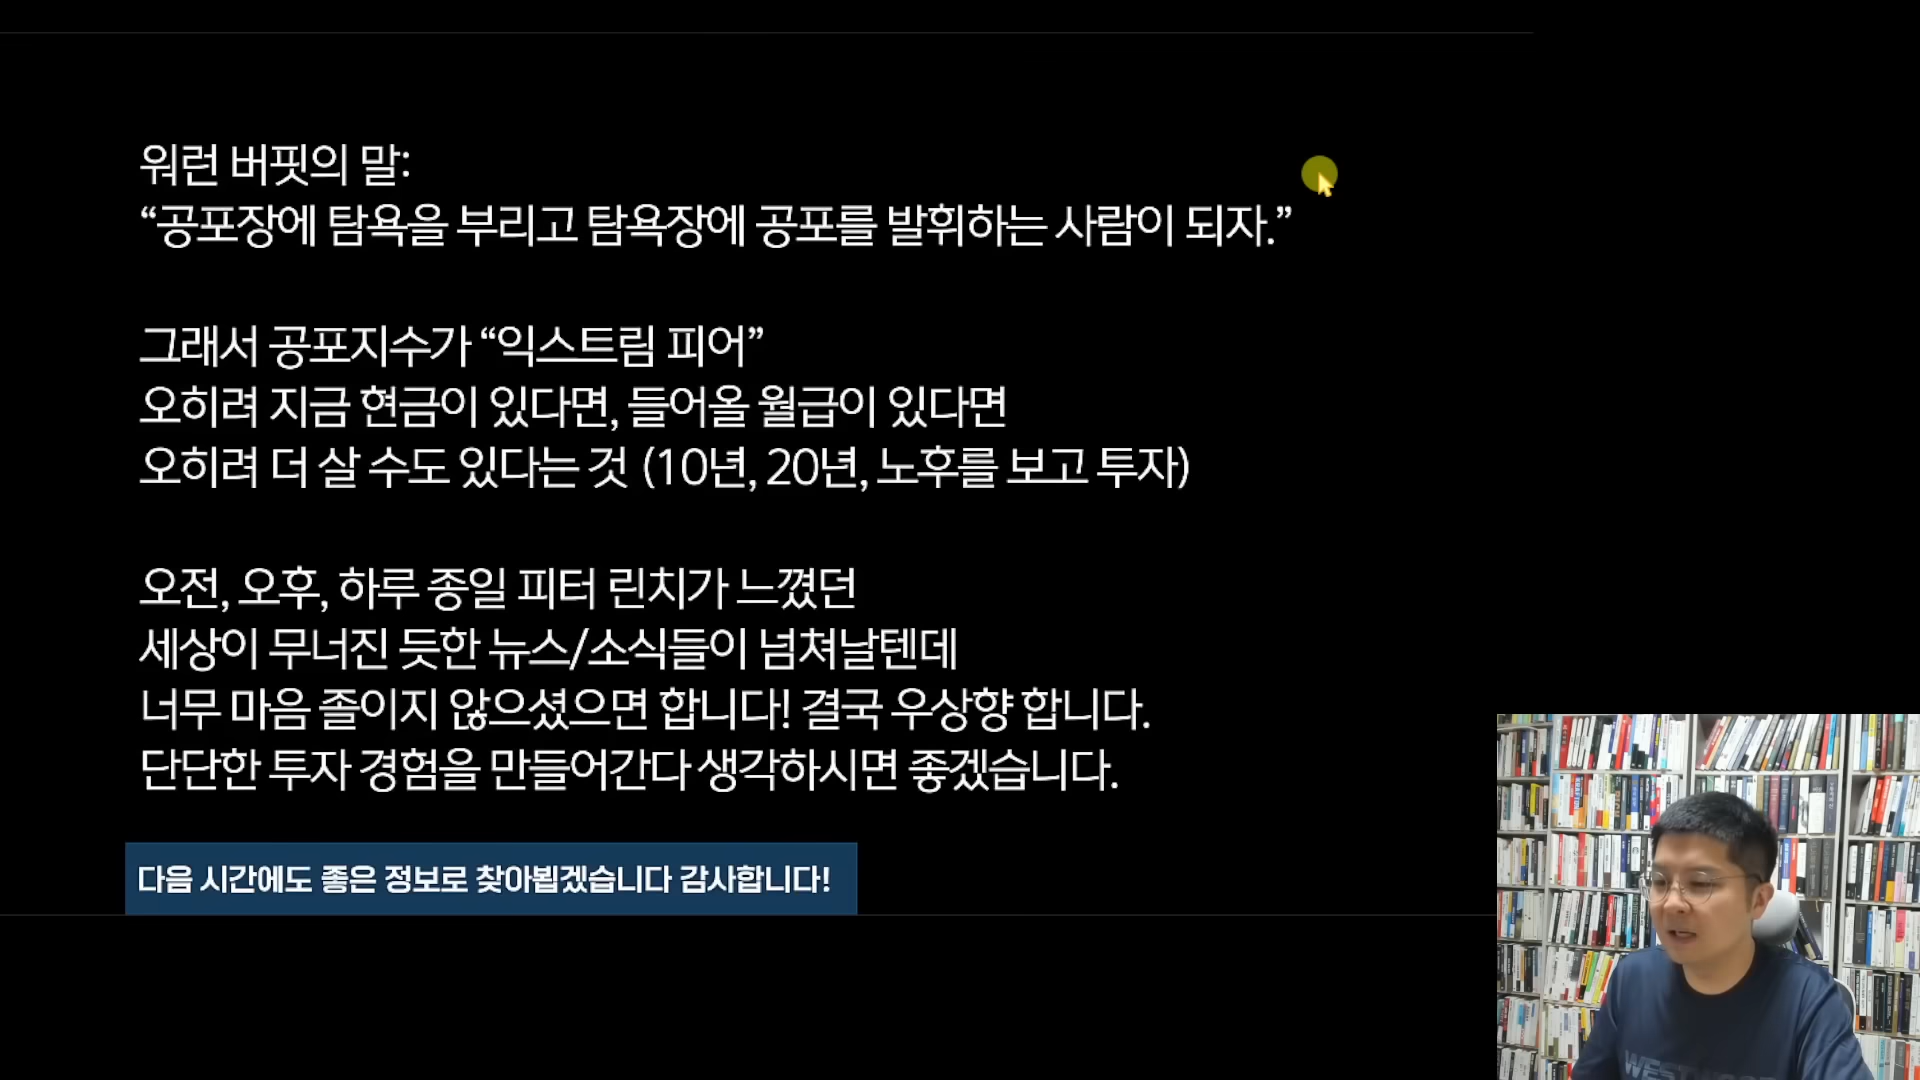 워런 버핏의 말:
“공포장에 탐욕을 부리고 탐욕장에 공포를 발휘하는 사람이 되자.”
그래서 공포지수가 “익스트림 피어”
오히려 지금 현금이 있다면, 들어올 월급이 있다면
오히려 더 살 수도 있다는 것 (10년, 20년, 노후를 보고 투자)
오전, 오후, 하루 종일 피터 린치가 느꼈던
세상이 무너진 듯한 뉴스/소식들이 넘쳐날텐데
너무 마음 졸이지 않으셨으면 합니다! 결국 우상향 합니다.
단단한 투자 경험을 만들어간다 생각하시면 좋겠습니다.
다음 시간에도 좋은 정보로 찾아뵙겠습니다 감사합니다!